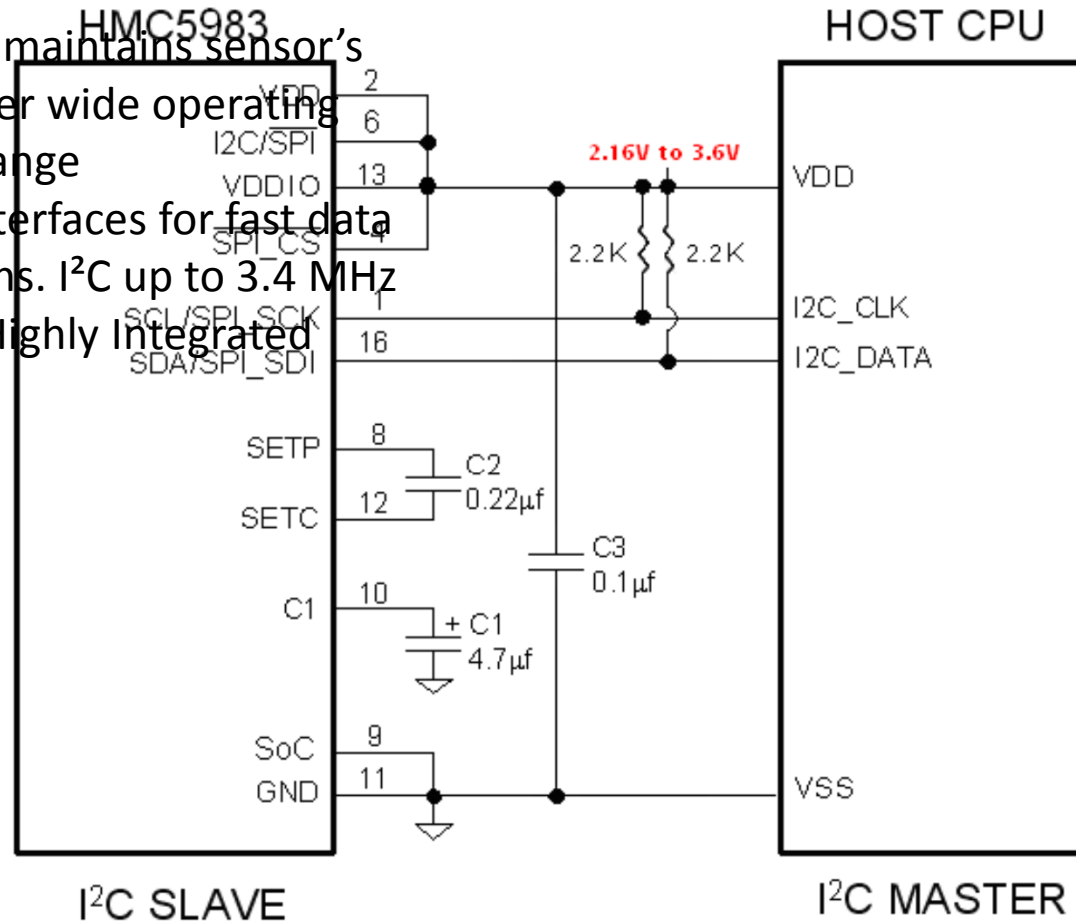 HMC5983
HOST CPU
maintains sensor's
er wide operating
ange
terfaces for fast data
ns. I²C up to 3.4 MHz
Highly Integrated
VDD
2
I2C/SPI
6
VDDIO
13
SPI_CS
4
SCL/SPI_SCK
1
SDA/SPI_SDI
16
2.16V to 3.6V
2.2K
2.2K
VDD
I2C_CLK
I2C_DATA
SETP
8
C2
0.22µf
SETC
12
C3
0.1µf
C1
10
+ C1
4.7µf
SoC
9
GND
11
VSS
I²C SLAVE
I²C MASTER